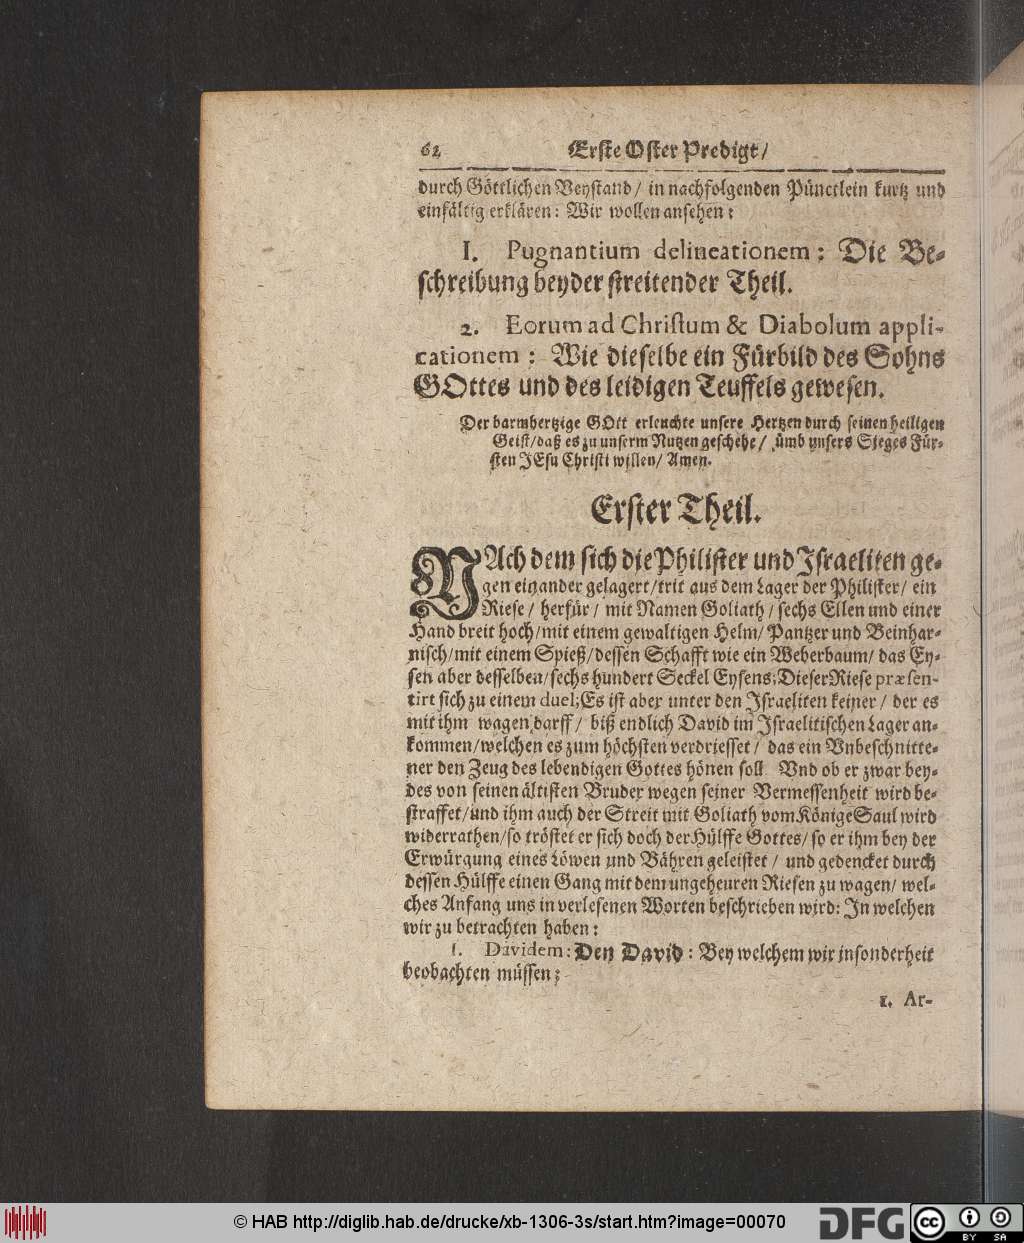 62 Erste Oster Predigt/
durch Göttlichen Beystand/ in nachfolgenden Pünctlein kurtz und
einfältig erklären: Wir wollen ansehen:
I. Pugnantium delineationem: Die Be-
schreibung beyder streitender Theil.
2. Eorum ad Christum & Diabolum appli-
cationem: Wie dieselbe ein Fürbild des Sohns
GOttes und des leidigen Teuffels gewesen.
Der barmhertzige GOtt erleuchte unsere Hertzen durch seinen heiligen
Geist/daß es zu unserm Nutzen geschehe/ ümb unsers Sieges Für-
sten JEsu Christi willen/ Amen.
Erster Theil.
NAch dem sich die Philister und Israeliten ge-
gen einander gelagert/trit aus dem Lager der Philister/ ein
Riese/ herfür/ mit Namen Goliath/ sechs Ellen und einer
Hand breit hoch/mit einem gewaltigen Helm/ Pantzer und Beinhar-
nisch/mit einem Spieß/dessen Schafft wie ein Weberbaum/ das Ey-
sen aber desselben/sechs hundert Seckel Eysens;Dieser Riese præsen-
tirt sich zu einem duel;Es ist aber unter den Israeliten keiner/ der es
mit ihm wagen darff/ biß endlich David im Israelitischen Lager an-
kommen/welchen es zum höchsten verdriesset/ das ein Vnbeschnitte-
ner den Zeug des lebendigen Gottes hönen soll Vnd ob er zwar bey-
des von seinen ältisten Bruder wegen seiner Vermessenheit wird be-
straffet/und ihm auch der Streit mit Goliath vom Könige Saul wird
widerrathen/so tröstet er sich doch der Hülffe Gottes/ so er ihm bey der
Erwürgung eines Löwen und Bähren geleistet/ und gedencket durch
dessen Hülffe einen Gang mit dem ungeheuren Riesen zu wagen/ wel-
ches Anfang uns in verlesenen Worten beschrieben wird: In welchen
wir zu betrachten haben:
1. Davidem: Den David: Bey welchem wir insonderheit
beobachten müssen;
1. Ar-
© HAB http://diglib.hab.de/drucke/xb-1306-3s/start.htm?image=00070
DFG
cc BY SA